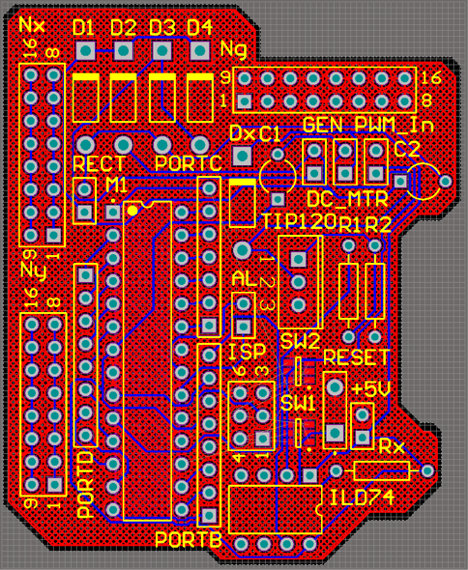 Nx D1 D2 D3 D4
16 8
Ng
9 16
1 8
DxC1 GEN PWM_In
C2
RECT PORTC
M1 DC_MTR
TIP120R1R2
9 1
Ny
16 8
1 2 3
AL
SW2
ISP
6 3
RESET
SW1 +5V
4 1
Rx
PORTD
9 1
ILD74
PORTB